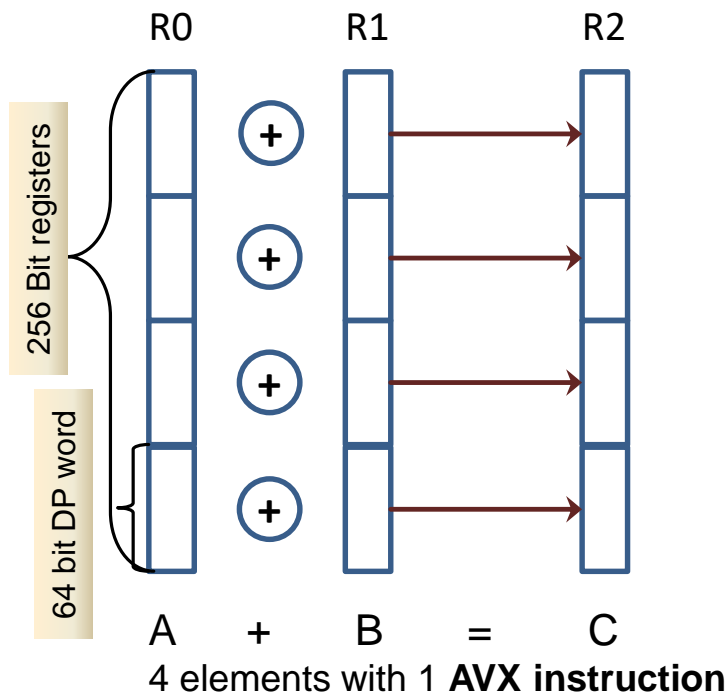 R0 R1 R2
256 Bit registers
64 bit DP word
+
+
+
+
A + B = C
4 elements with 1 AVX instruction